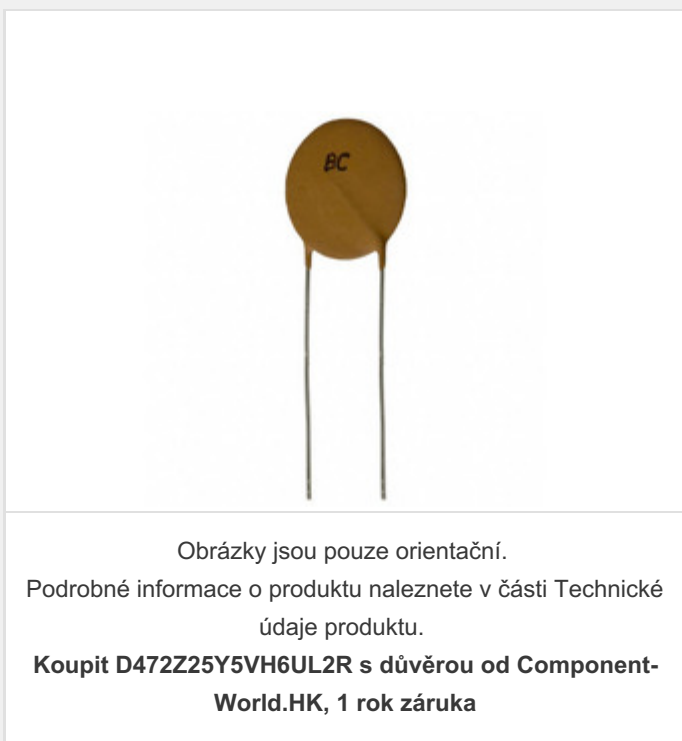 BC
Obrázky jsou pouze orientační.
Podrobné informace o produktu naleznete v části Technické
údaje produktu.
Koupit D472Z25Y5VH6UL2R s důvěrou od Component-
World.HK, 1 rok záruka